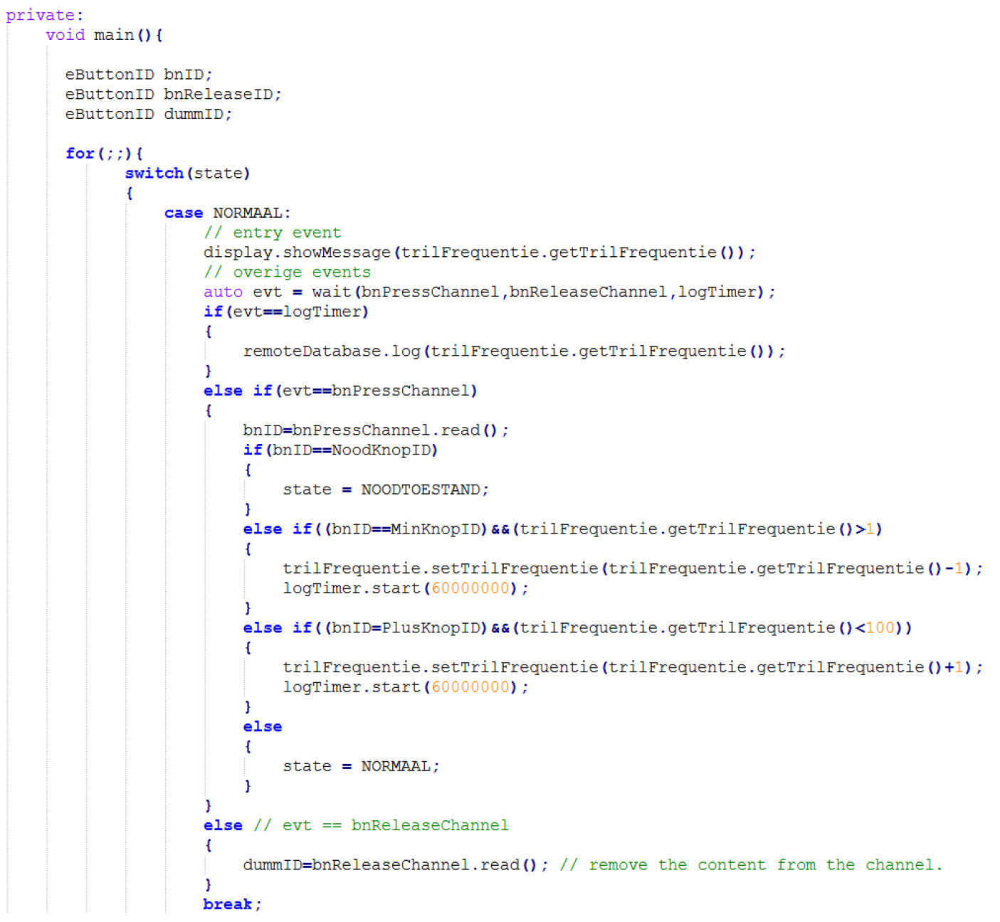 private:
    void main(){
      eButtonID bnID;
      eButtonID bnReleaseID;
      eButtonID dummID;
      for(;;){
            switch(state)
            {
                case NORMAAL:
                    // entry event
                    display.showMessage(trilFrequentie.getTrilFrequentie());
                    // overige events
                    auto evt = wait(bnPressChannel,bnReleaseChannel,logTimer);
                    if(evt==logTimer)
                    {
                        remoteDatabase.log(trilFrequentie.getTrilFrequentie());
                    }
                    else if(evt==bnPressChannel)
                    {
                        bnID=bnPressChannel.read();
                        if(bnID==NoodKnopID)
                        {
                            state = NOODTOESTAND;
                        }
                        else if((bnID==MinKnopID)&&(trilFrequentie.getTrilFrequentie()>1)
                        {
                            trilFrequentie.setTrilFrequentie(trilFrequentie.getTrilFrequentie()-1);
                            logTimer.start(60000000);
                        }
                        else if((bnID=PlusKnopID)&&(trilFrequentie.getTrilFrequentie()<100))
                        {
                            trilFrequentie.setTrilFrequentie(trilFrequentie.getTrilFrequentie()+1);
                            logTimer.start(60000000);
                        }
                        else
                        {
                            state = NORMAAL;
                        }
                    }
                    else // evt == bnReleaseChannel
                    {
                        dummID=bnReleaseChannel.read(); // remove the content from the channel.
                    }
                    break;